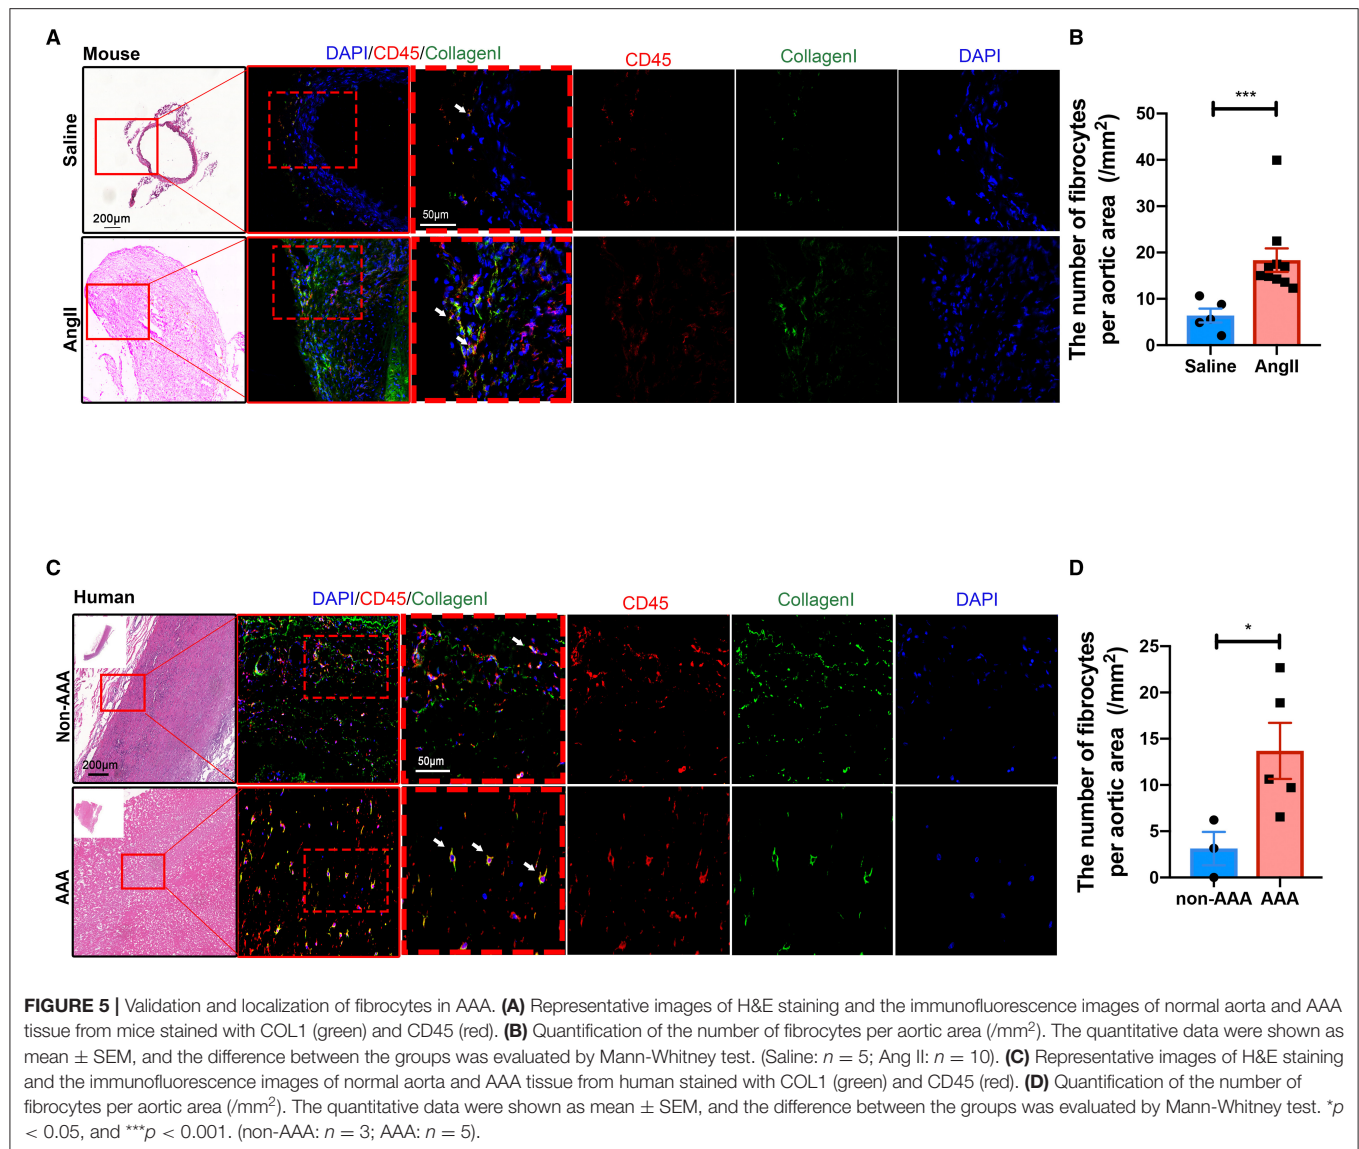 A
Mouse
DAPI/CD45/CollagenI
CD45
CollagenI
DAPI
Saline
200μm
50μm
AngII
B
***
The number of fibrocytes
per aortic area (/mm²)
50
40
30
20
10
0
Saline AngII
C
Human
DAPI/CD45/CollagenI
CD45
CollagenI
DAPI
Non-AAA
200μm
50μm
AAA
D
*
The number of fibrocytes
per aortic area (/mm²)
25
20
15
10
5
0
non-AAA AAA
FIGURE 5 | Validation and localization of fibrocytes in AAA. (A) Representative images of H&E staining and the immunofluorescence images of normal aorta and AAA
tissue from mice stained with COL1 (green) and CD45 (red). (B) Quantification of the number of fibrocytes per aortic area (/mm²). The quantitative data were shown as
mean ± SEM, and the difference between the groups was evaluated by Mann-Whitney test. (Saline: n = 5; Ang II: n = 10). (C) Representative images of H&E staining
and the immunofluorescence images of normal aorta and AAA tissue from human stained with COL1 (green) and CD45 (red). (D) Quantification of the number of
fibrocytes per aortic area (/mm²). The quantitative data were shown as mean ± SEM, and the difference between the groups was evaluated by Mann-Whitney test. *p
< 0.05, and ***p < 0.001. (non-AAA: n = 3; AAA: n = 5).